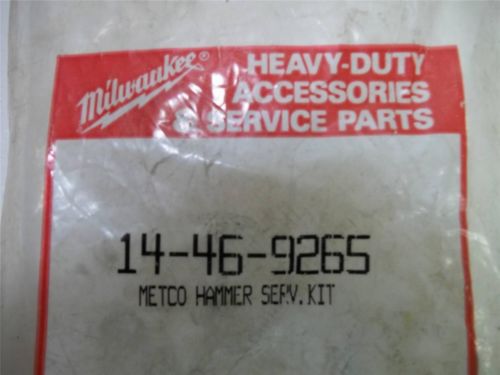 Milwaukee®
HEAVY-DUTY
ACCESSORIES
& SERVICE PARTS
14-46-9265
METCO HAMMER SERV.KIT